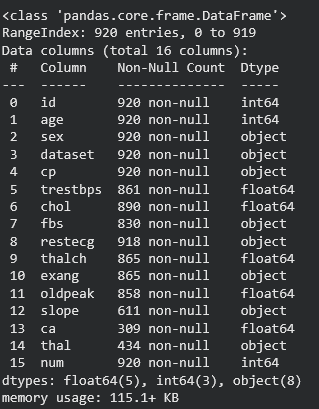 <class 'pandas.core.frame.DataFrame'>
RangeIndex: 920 entries, 0 to 919
Data columns (total 16 columns):
 #   Column    Non-Null Count  Dtype
---  ------    --------------  -----
 0   id        920 non-null    int64
 1   age       920 non-null    int64
 2   sex       920 non-null    object
 3   dataset   920 non-null    object
 4   cp        920 non-null    object
 5   trestbps  861 non-null    float64
 6   chol      890 non-null    float64
 7   fbs       830 non-null    object
 8   restecg   918 non-null    object
 9   thalch    865 non-null    float64
 10  exang     865 non-null    object
 11  oldpeak   858 non-null    float64
 12  slope     611 non-null    object
 13  ca        309 non-null    float64
 14  thal      434 non-null    object
 15  num       920 non-null    int64
dtypes: float64(5), int64(3), object(8)
memory usage: 115.1+ KB